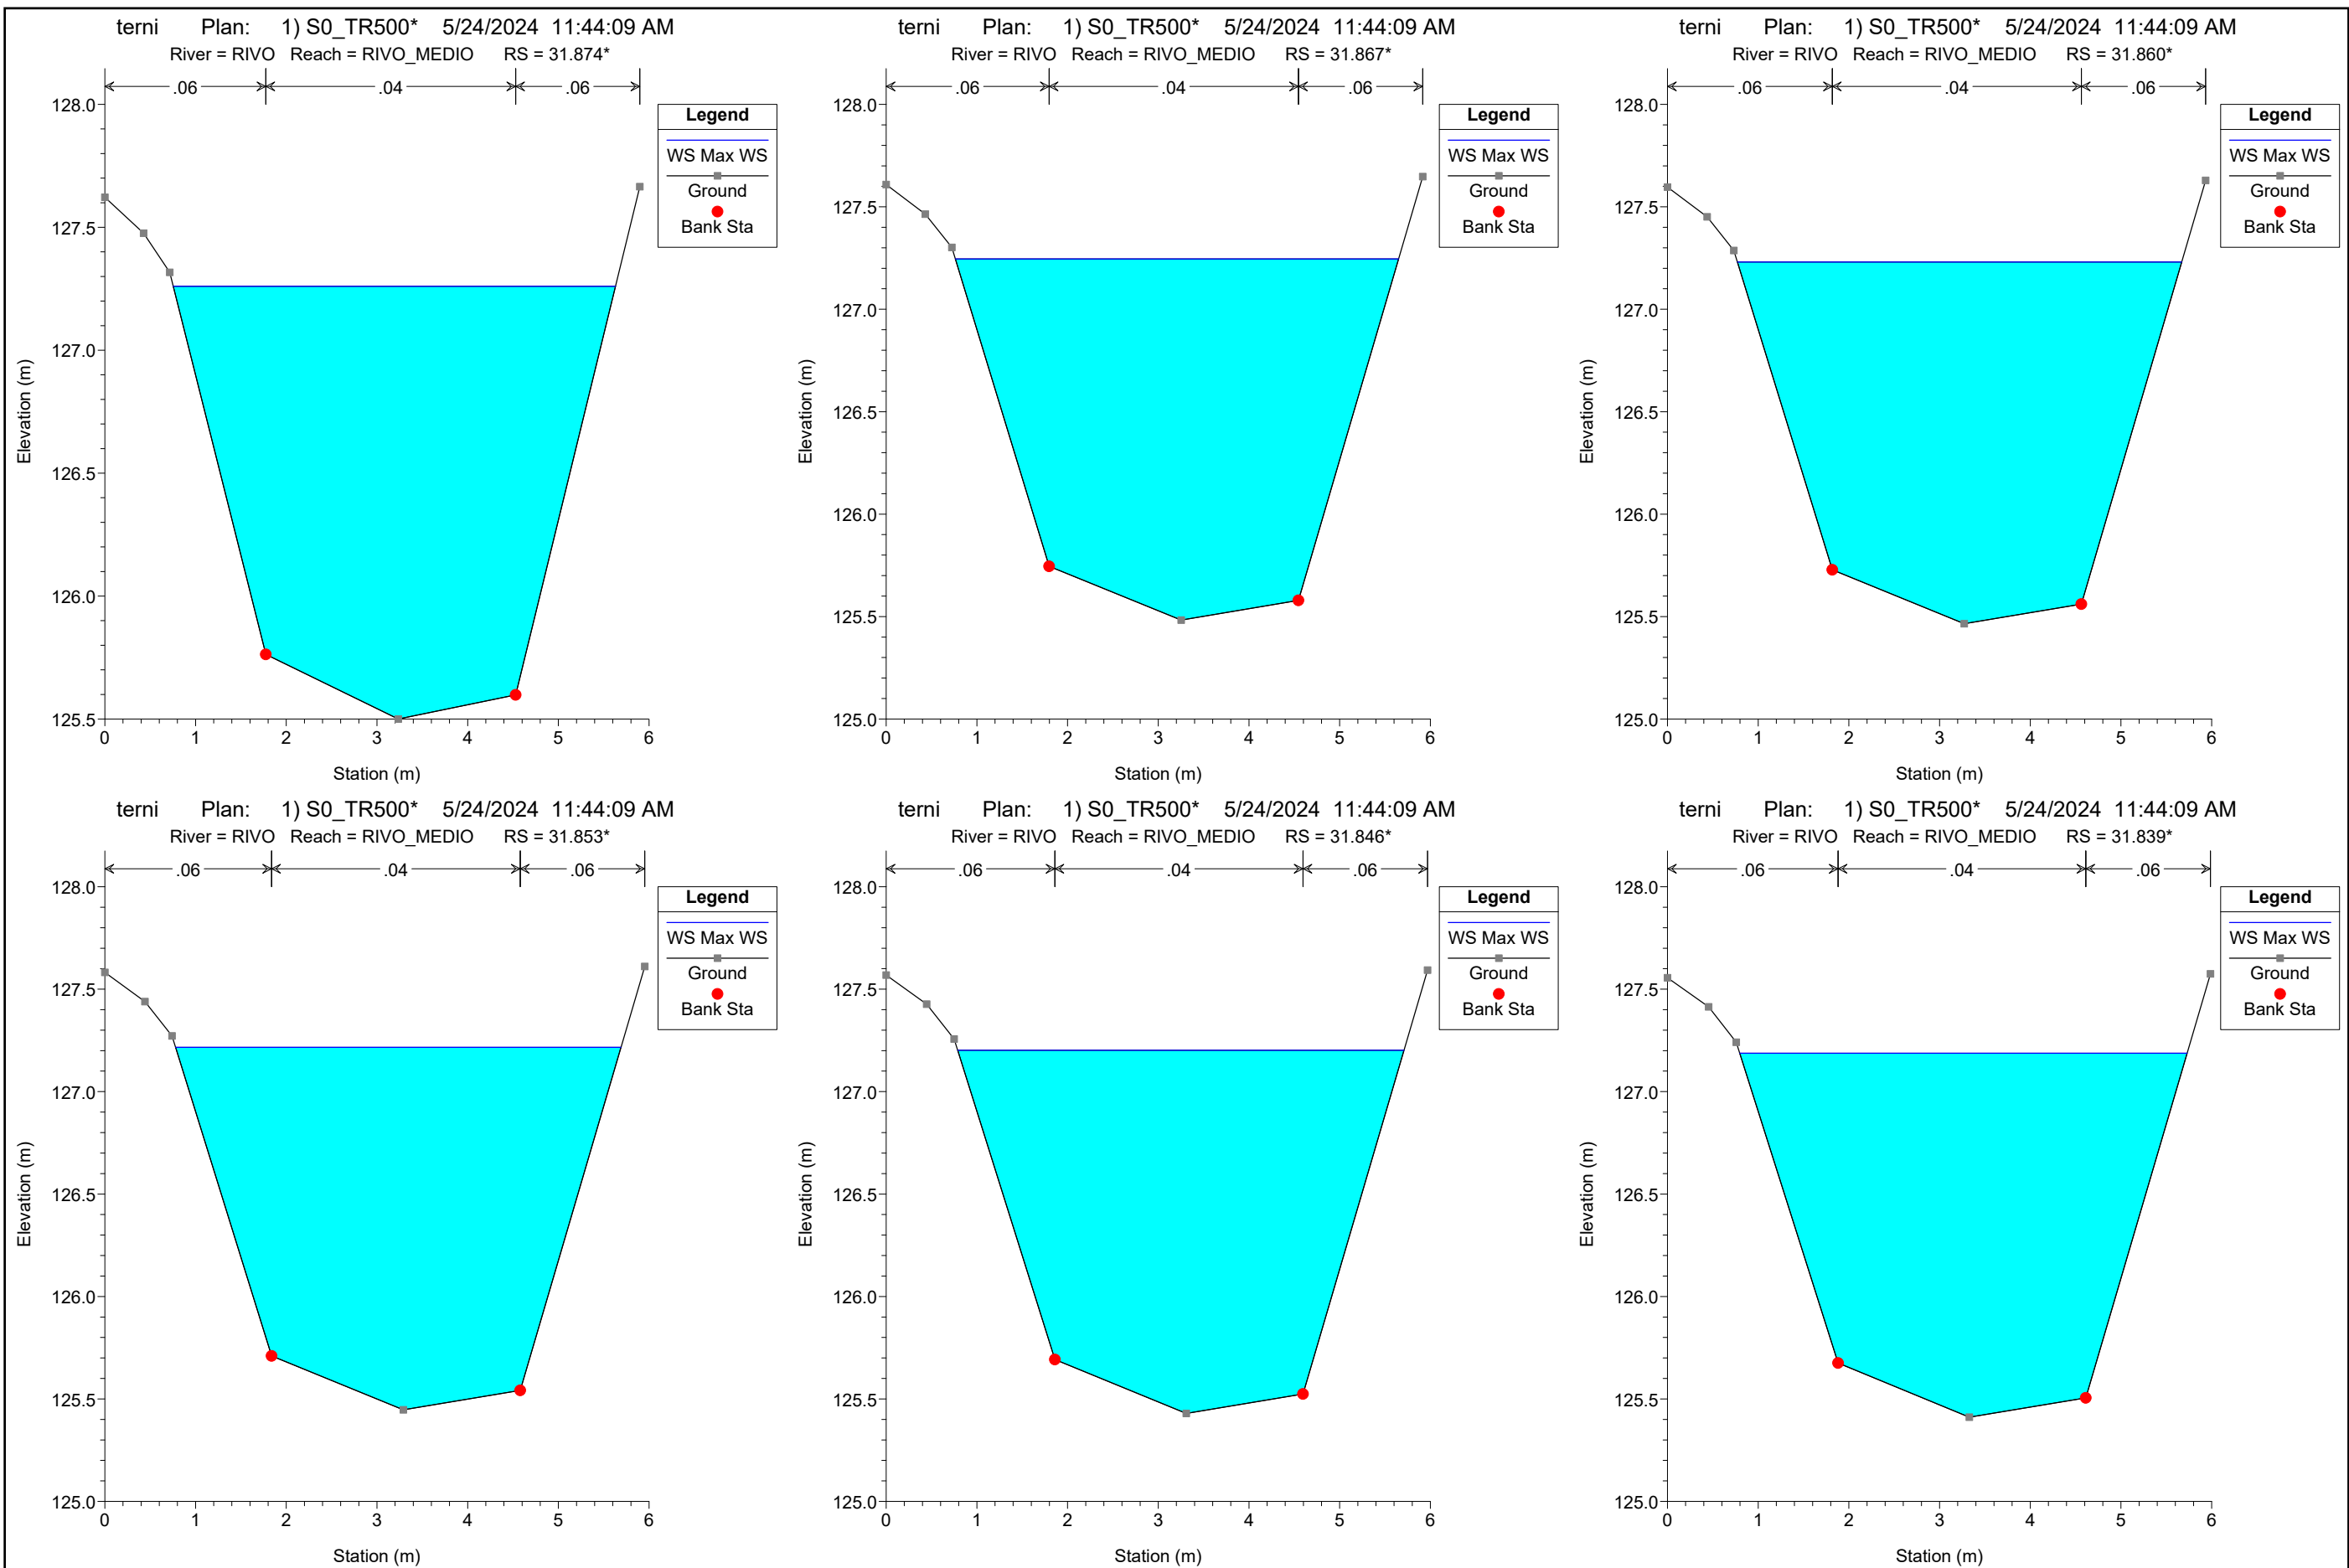 terni Plan: 1) S0_TR500* 5/24/2024 11:44:09 AM
River = RIVO Reach = RIVO_MEDIO RS = 31.874*
.06 .04 .06
128.0
127.5
127.0
126.5
126.0
125.5
0 1 2 3 4 5 6
Elevation (m)
Station (m)
Legend
WS Max WS
Ground
Bank Sta
terni Plan: 1) S0_TR500* 5/24/2024 11:44:09 AM
River = RIVO Reach = RIVO_MEDIO RS = 31.867*
.06 .04 .06
128.0
127.5
127.0
126.5
126.0
125.5
125.0
0 1 2 3 4 5 6
Elevation (m)
Station (m)
Legend
WS Max WS
Ground
Bank Sta
terni Plan: 1) S0_TR500* 5/24/2024 11:44:09 AM
River = RIVO Reach = RIVO_MEDIO RS = 31.860*
.06 .04 .06
128.0
127.5
127.0
126.5
126.0
125.5
125.0
0 1 2 3 4 5 6
Elevation (m)
Station (m)
Legend
WS Max WS
Ground
Bank Sta
terni Plan: 1) S0_TR500* 5/24/2024 11:44:09 AM
River = RIVO Reach = RIVO_MEDIO RS = 31.853*
.06 .04 .06
128.0
127.5
127.0
126.5
126.0
125.5
125.0
0 1 2 3 4 5 6
Elevation (m)
Station (m)
Legend
WS Max WS
Ground
Bank Sta
terni Plan: 1) S0_TR500* 5/24/2024 11:44:09 AM
River = RIVO Reach = RIVO_MEDIO RS = 31.846*
.06 .04 .06
128.0
127.5
127.0
126.5
126.0
125.5
125.0
0 1 2 3 4 5 6
Elevation (m)
Station (m)
Legend
WS Max WS
Ground
Bank Sta
terni Plan: 1) S0_TR500* 5/24/2024 11:44:09 AM
River = RIVO Reach = RIVO_MEDIO RS = 31.839*
.06 .04 .06
128.0
127.5
127.0
126.5
126.0
125.5
125.0
0 1 2 3 4 5 6
Elevation (m)
Station (m)
Legend
WS Max WS
Ground
Bank Sta